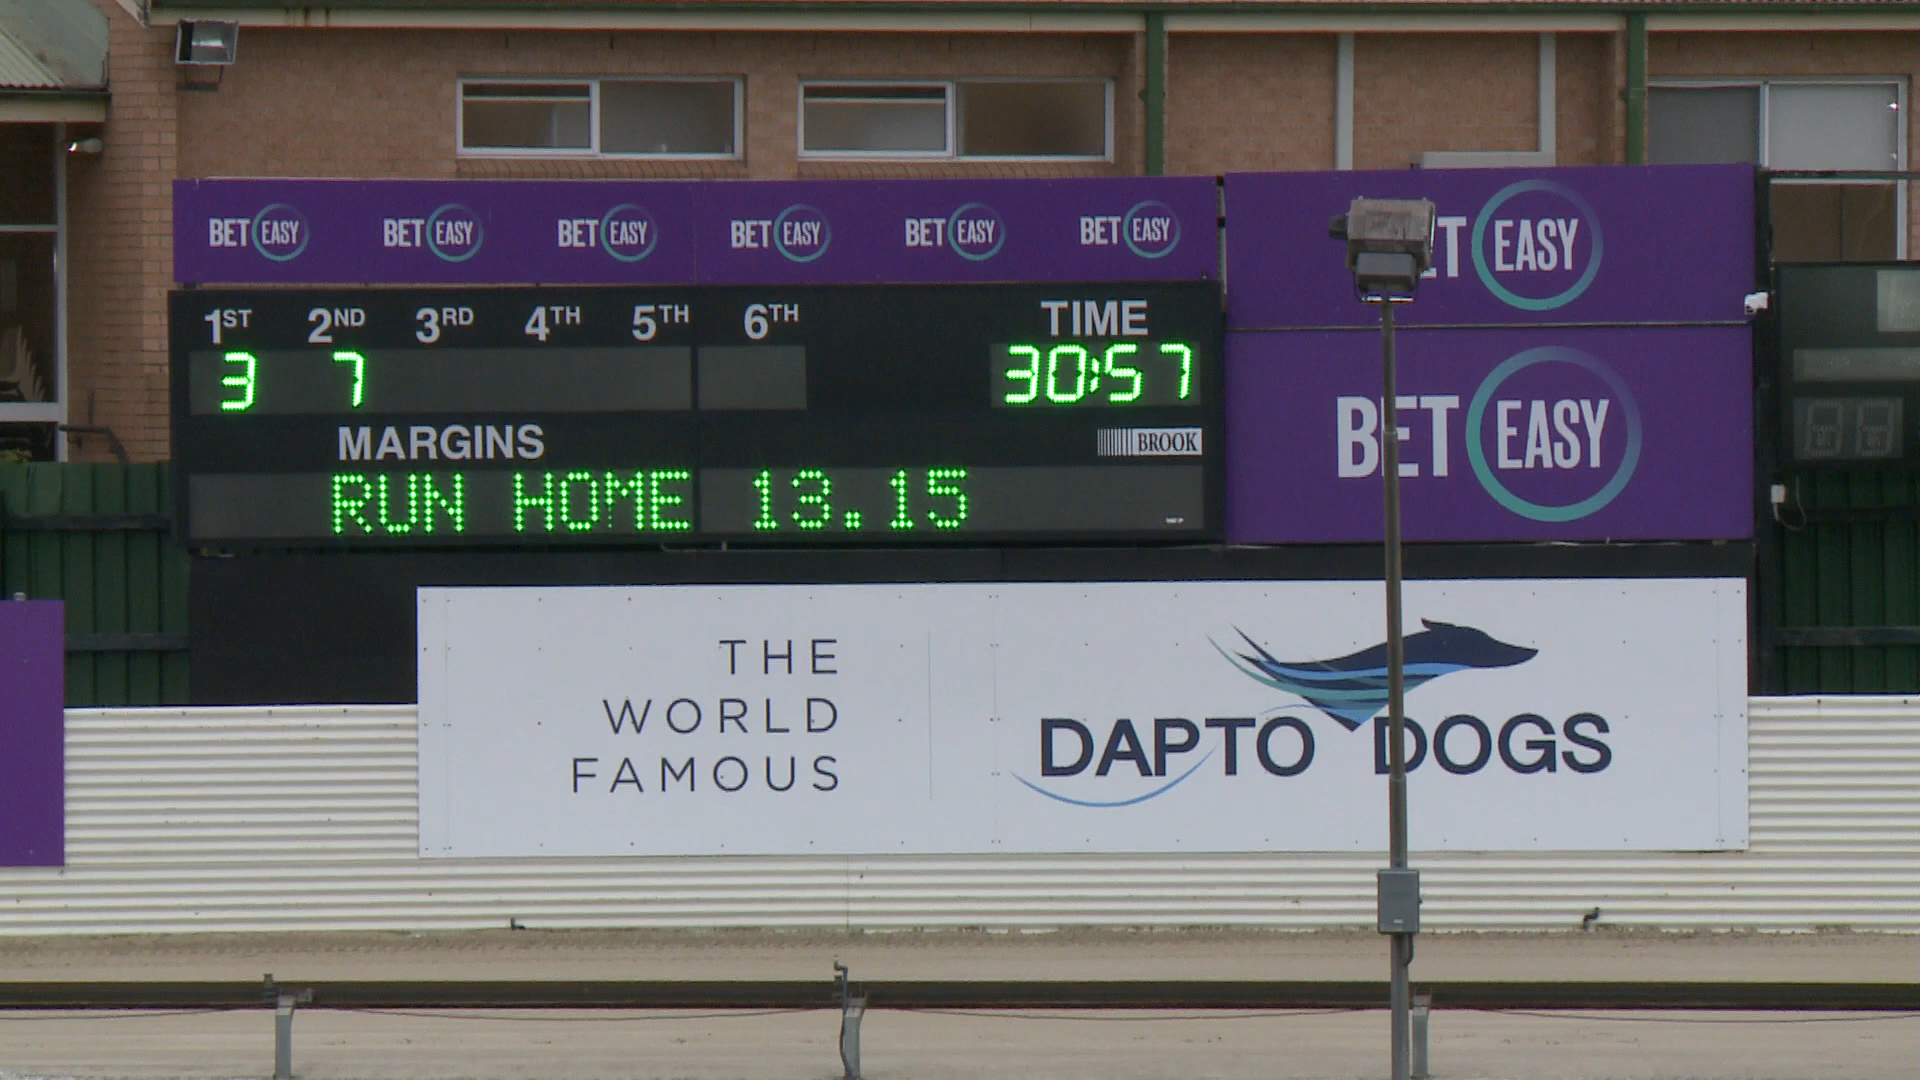 BET EASY BET EASY BET EASY BET EASY BET EASY BET EASY
EASY
1ST 2ND 3RD 4TH 5TH 6TH TIME
3 7 30:57
BET EASY
MARGINS BROOK
RUN HOME 13.15
THE
WORLD
FAMOUS
DAPTO DOGS